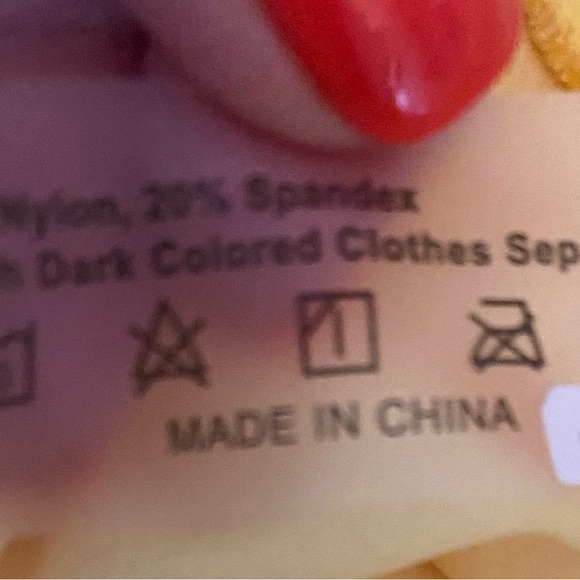 Nylon, 20% Spandex
h Dark Colored Clothes Sep
MADE IN CHINA